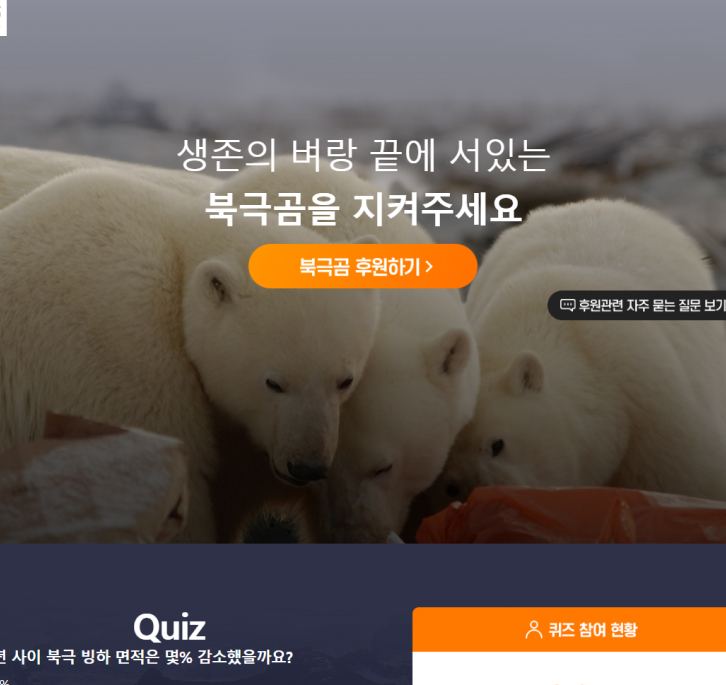 생존의 벼랑 끝에 서있는
북극곰을 지켜주세요
북극곰 후원하기 >
후원관련 자주 묻는 질문 보기
Quiz
사이 북극 빙하 면적은 몇% 감소했을까요?
퀴즈 참여 현황